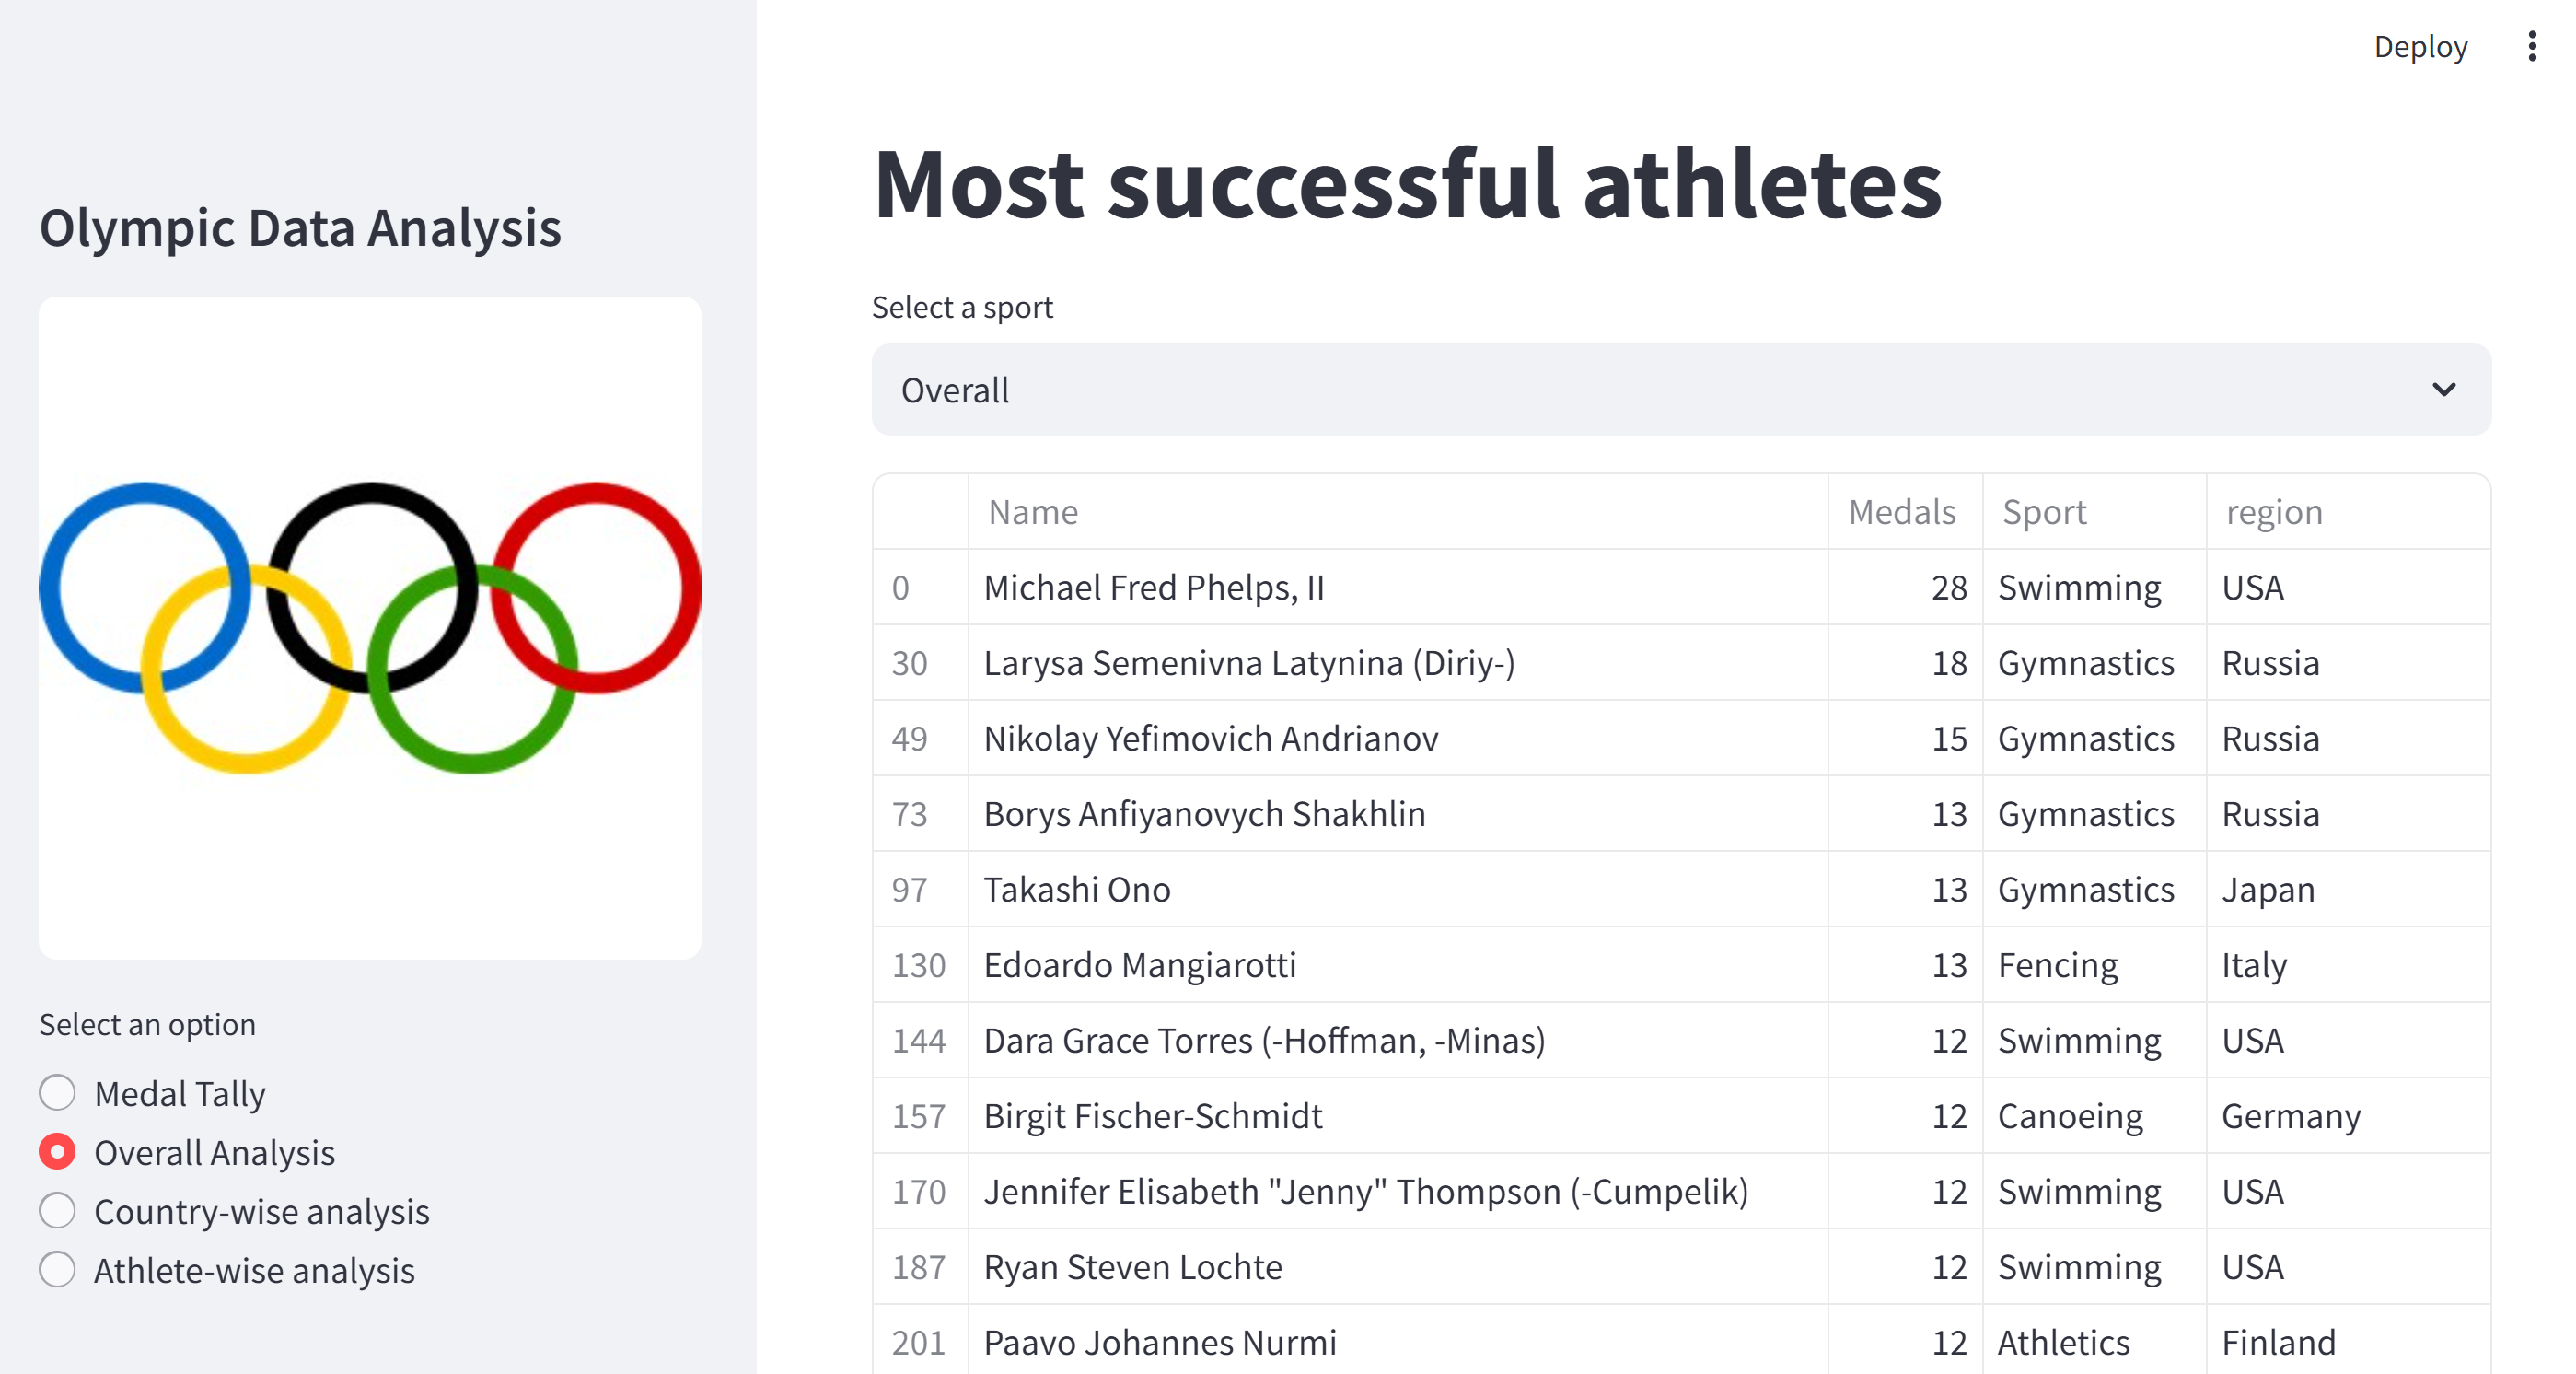 Deploy
Olympic Data Analysis
Select an option
Medal Tally
Overall Analysis
Country-wise analysis
Athlete-wise analysis
Most successful athletes
Select a sport
Overall
Name Medals Sport region
0 Michael Fred Phelps, II 28 Swimming USA
30 Larysa Semenivna Latynina (Diriy-) 18 Gymnastics Russia
49 Nikolay Yefimovich Andrianov 15 Gymnastics Russia
73 Borys Anfiyanovych Shakhlin 13 Gymnastics Russia
97 Takashi Ono 13 Gymnastics Japan
130 Edoardo Mangiarotti 13 Fencing Italy
144 Dara Grace Torres (-Hoffman, -Minas) 12 Swimming USA
157 Birgit Fischer-Schmidt 12 Canoeing Germany
170 Jennifer Elisabeth "Jenny" Thompson (-Cumpelik) 12 Swimming USA
187 Ryan Steven Lochte 12 Swimming USA
201 Paavo Johannes Nurmi 12 Athletics Finland